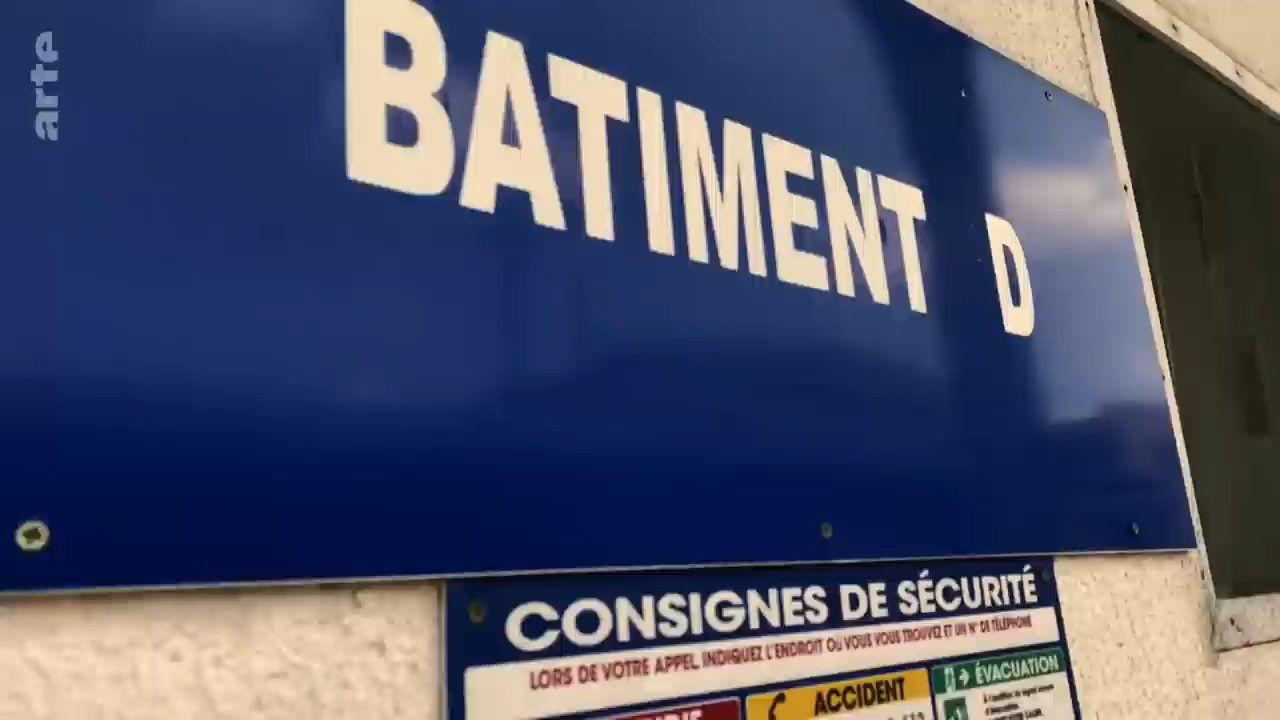 arte
BATIMENT D
CONSIGNES DE SÉCURITÉ
LORS DE VOTRE APPEL INDIQUEZ L'ENDROIT OU VOUS VOUS TROUVEZ ET UN N° DE TÉLÉPHONE
ACCIDENT
ÉVACUATION